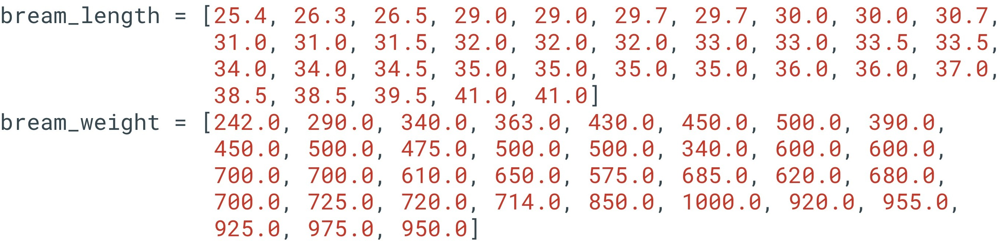 bream_length = [25.4, 26.3, 26.5, 29.0, 29.0, 29.7, 29.7, 30.0, 30.0, 30.7,
31.0, 31.0, 31.5, 32.0, 32.0, 32.0, 33.0, 33.0, 33.5, 33.5,
34.0, 34.0, 34.5, 35.0, 35.0, 35.0, 35.0, 36.0, 36.0, 37.0,
38.5, 38.5, 39.5, 41.0, 41.0]
bream_weight = [242.0, 290.0, 340.0, 363.0, 430.0, 450.0, 500.0, 390.0,
450.0, 500.0, 475.0, 500.0, 500.0, 340.0, 600.0, 600.0,
700.0, 700.0, 610.0, 650.0, 575.0, 685.0, 620.0, 680.0,
700.0, 725.0, 720.0, 714.0, 850.0, 1000.0, 920.0, 955.0,
925.0, 975.0, 950.0]